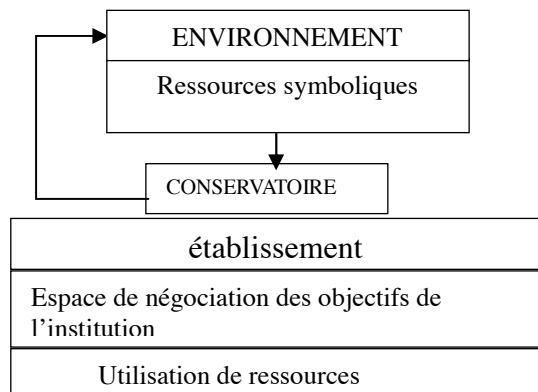 ENVIRONNEMENT
Ressources symboliques
CONSERVATOIRE
établissement
Espace de négociation des objectifs de
l’institution
Utilisation de ressources